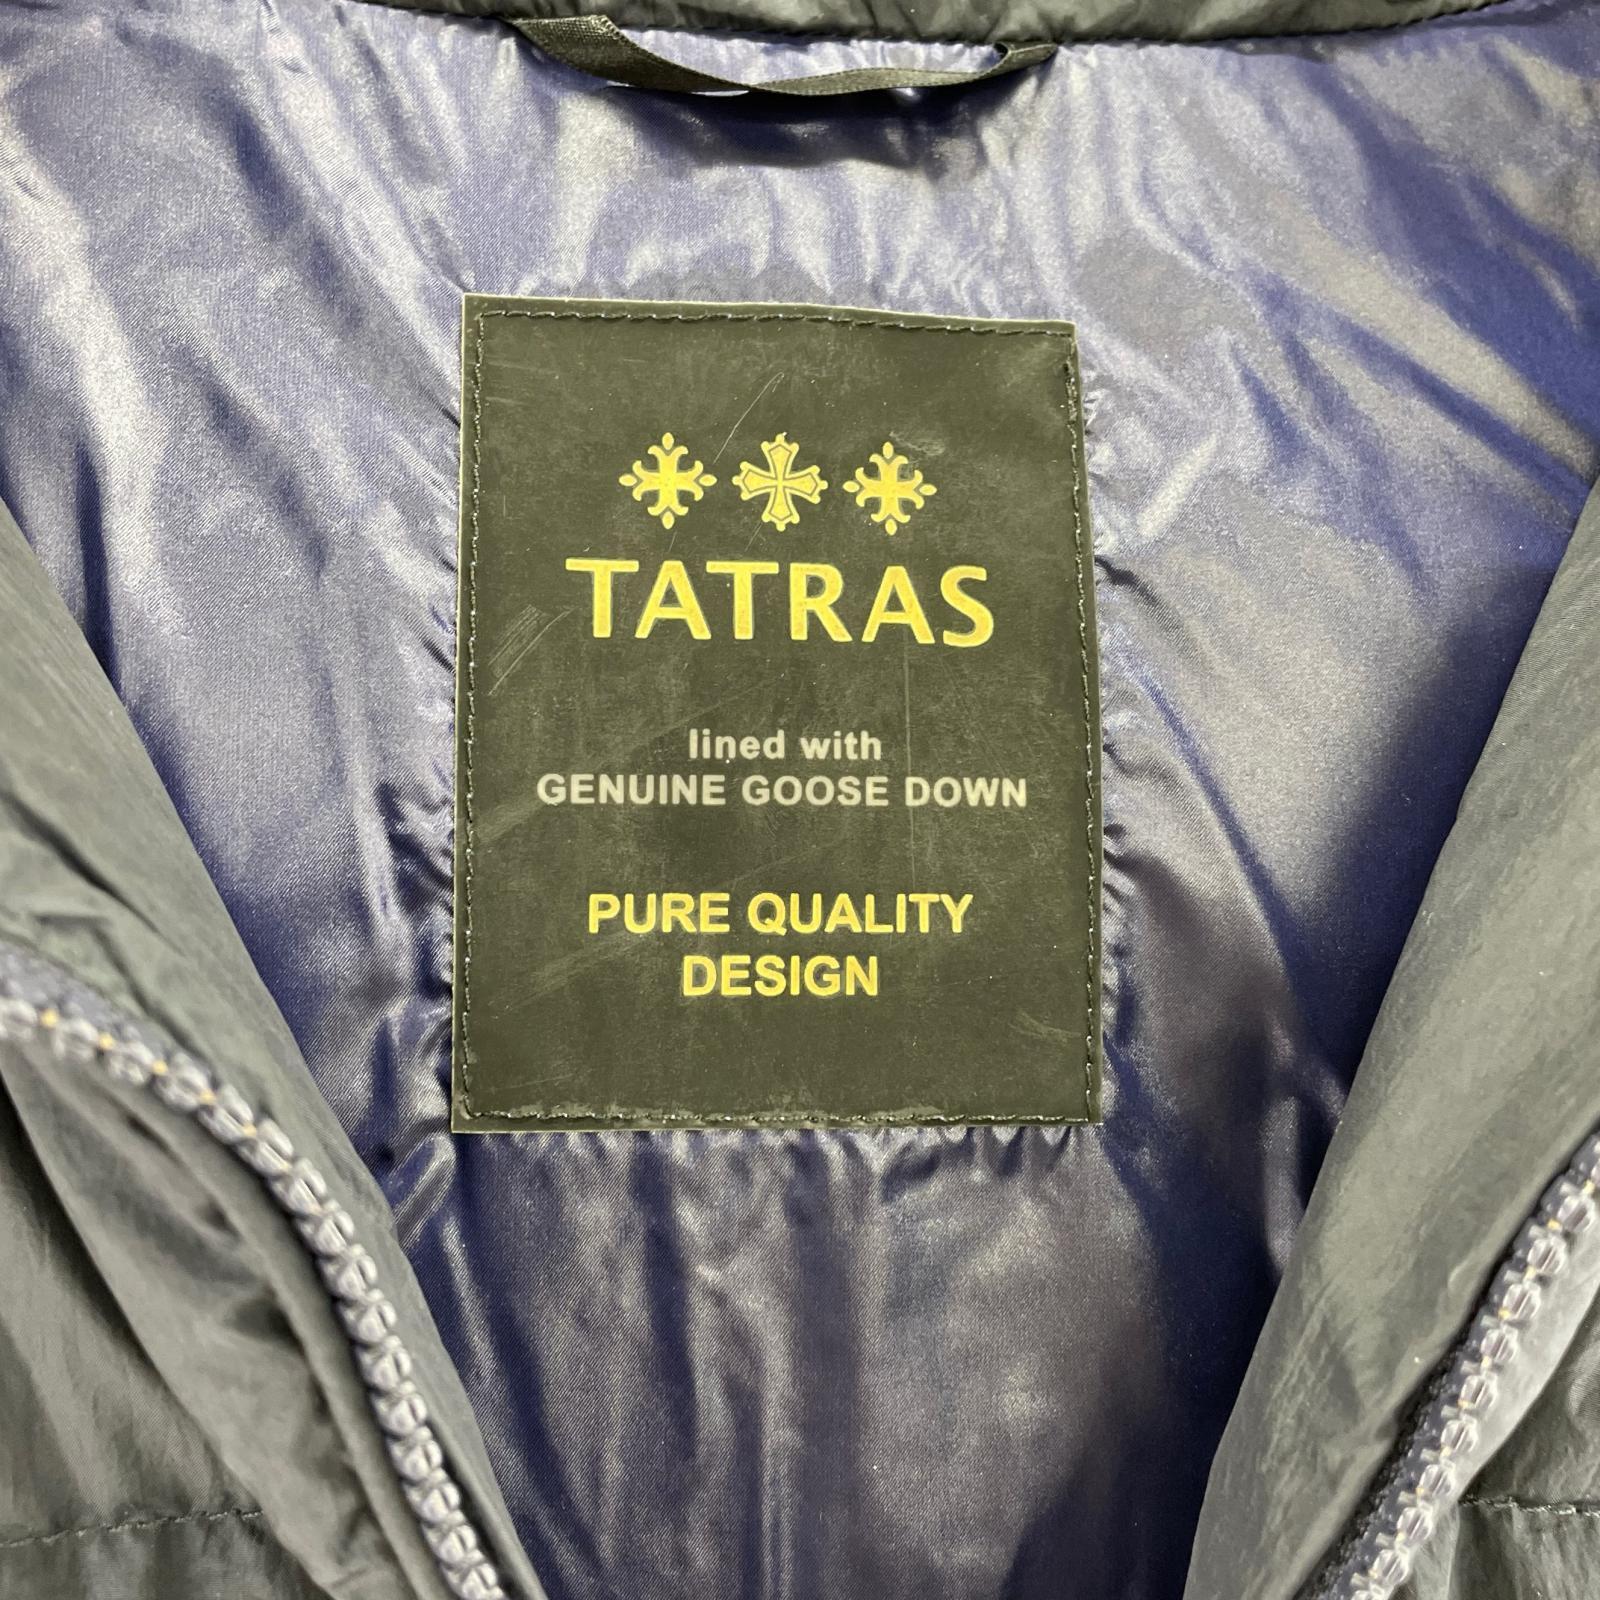 TATRAS
lined with
GENUINE GOOSE DOWN
PURE QUALITY
DESIGN